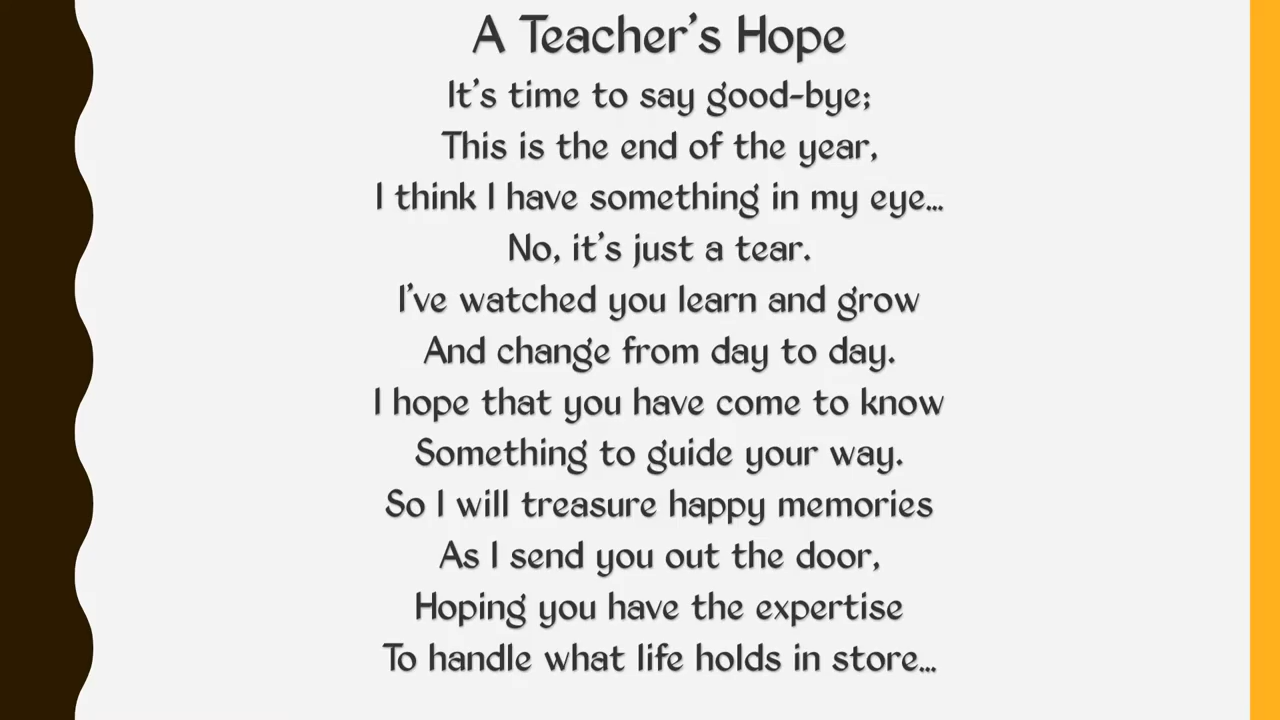 A Teacher's Hope
It's time to say good-bye;
This is the end of the year,
I think I have something in my eye...
No, it's just a tear.
I've watched you learn and grow
And change from day to day.
I hope that you have come to know
Something to guide your way.
So I will treasure happy memories
As I send you out the door,
Hoping you have the expertise
To handle what life holds in store...